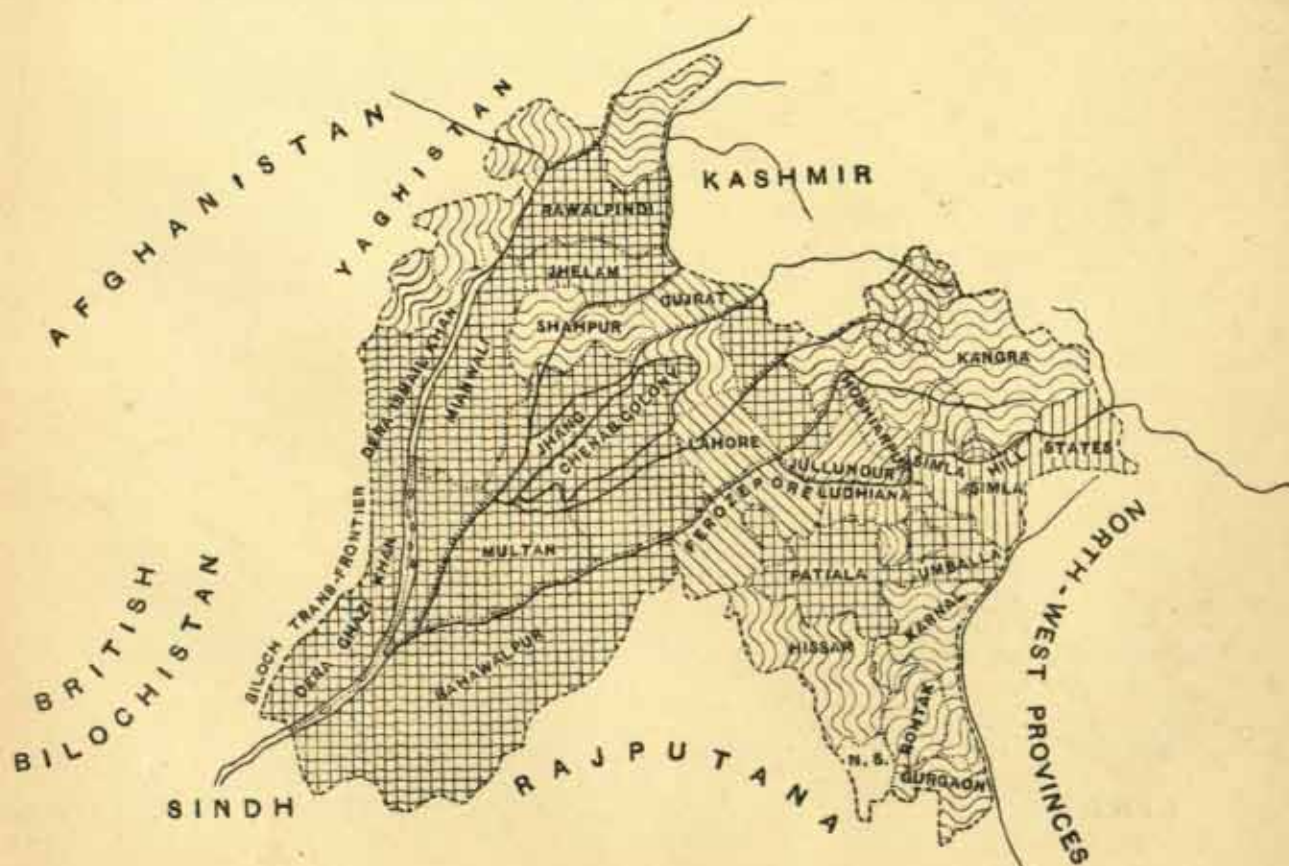 AFGHANISTAN
YAGHISTAN
KASHMIR
RAWALPINDI
JHELAM
GUJRAT
SHAHPUR
DERA ISMAIL KHAN
MIANWALI
KANGRA
JHANG
CHENAB COLONY
LAHORE
HOSHIARPUR
JULLUNDUR
SIMLA HILL STATES
SIMLA
FEROZEPORE
LUDHIANA
BILOCH TRANS-FRONTIER
MULTAN
PATIALA
UMBALLA
KARNAL
NORTH-WEST PROVINCES
BRITISH
BILOCHISTAN
DERA GHAZI KHAN
BAHAWALPUR
HISSAR
ROHTAK
N. S.
GURGAON
RAJPUTANA
SINDH